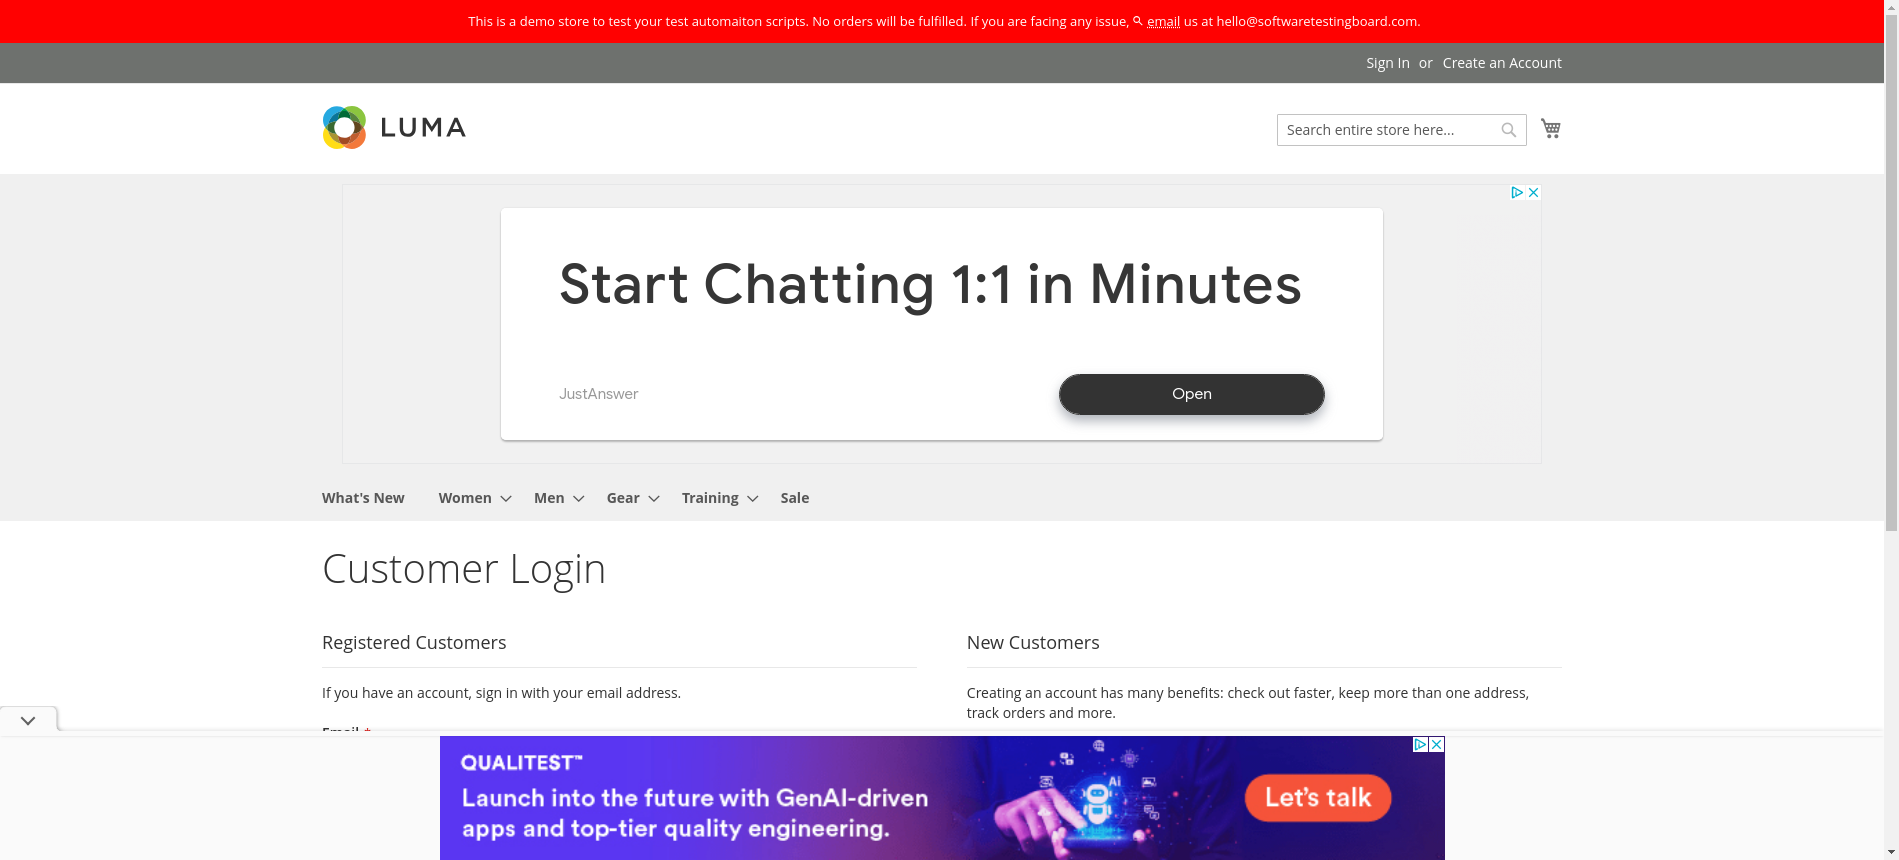 This is a demo store to test your test automaiton scripts. No orders will be fulfilled. If you are facing any issue, email us at hello@softwaretestingboard.com.
Sign In or Create an Account
LUMA
Search entire store here...
Start Chatting 1:1 in Minutes
JustAnswer
Open
What's New Women Men Gear Training Sale
Customer Login
Registered Customers
If you have an account, sign in with your email address.
Email *
New Customers
Creating an account has many benefits: check out faster, keep more than one address,
track orders and more.
QUALITEST™
Launch into the future with GenAI-driven
apps and top-tier quality engineering.
Ai
Let's talk